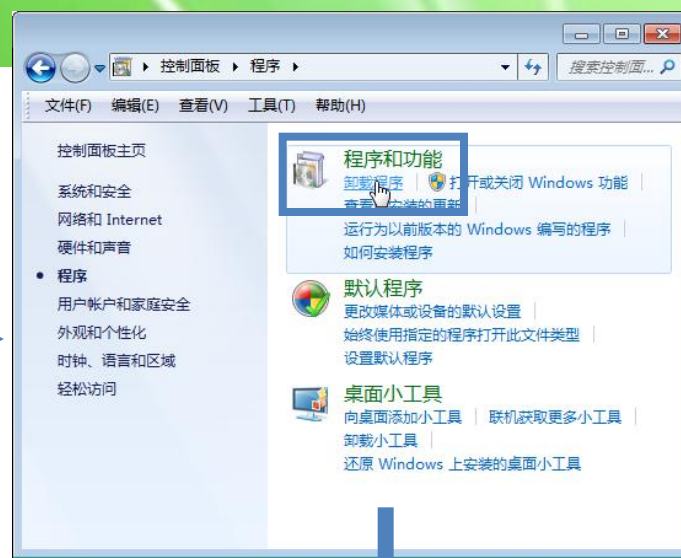 控制面板 程序
搜索控制面...
文件(F) 编辑(E) 查看(V) 工具(T) 帮助(H)
控制面板主页
系统和安全
网络和 Internet
硬件和声音
程序
用户帐户和家庭安全
外观和个性化
时钟、语言和区域
轻松访问
程序和功能
卸载程序 打开或关闭 Windows 功能
查看已安装的更新
运行为以前版本的 Windows 编写的程序
如何安装程序
默认程序
更改媒体或设备的默认设置
始终使用指定的程序打开此文件类型
设置默认程序
桌面小工具
向桌面添加小工具 联机获取更多小工具
卸载小工具
还原 Windows 上安装的桌面小工具